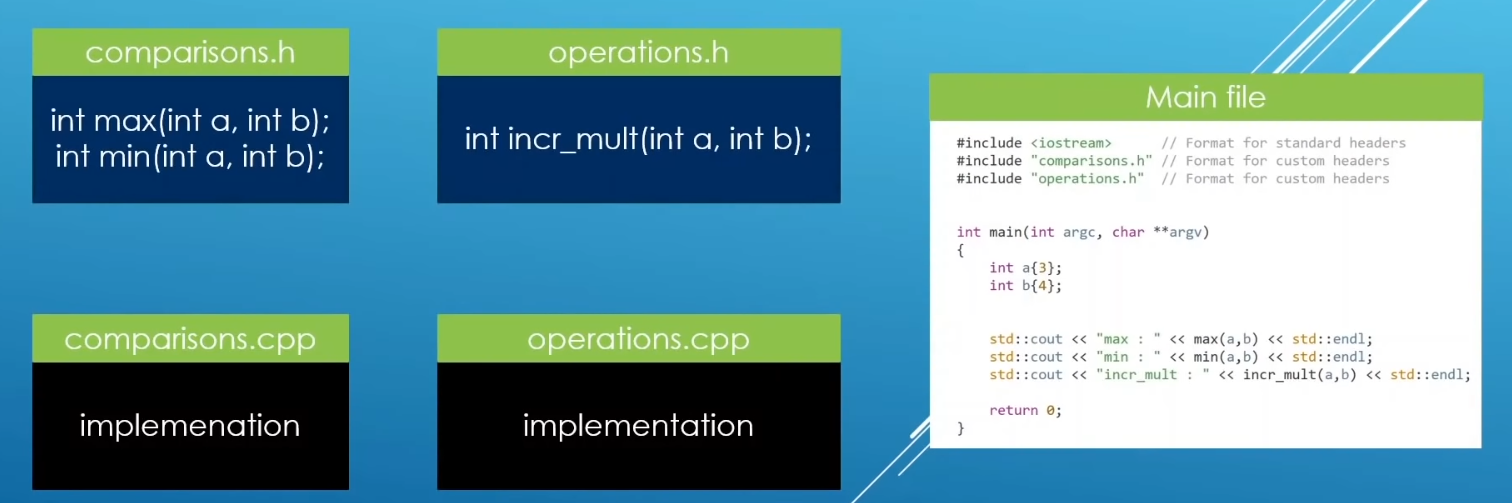 comparisons.h
int max(int a, int b);
int min(int a, int b);
operations.h
int incr_mult(int a, int b);
comparisons.cpp
implemenation
operations.cpp
implementation
Main file
#include <iostream>      // Format for standard headers
#include "comparisons.h" // Format for custom headers
#include "operations.h"  // Format for custom headers
int main(int argc, char **argv)
{
    int a{3};
    int b{4};
    std::cout << "max : " << max(a,b) << std::endl;
    std::cout << "min : " << min(a,b) << std::endl;
    std::cout << "incr_mult : " << incr_mult(a,b) << std::endl;
    return 0;
}